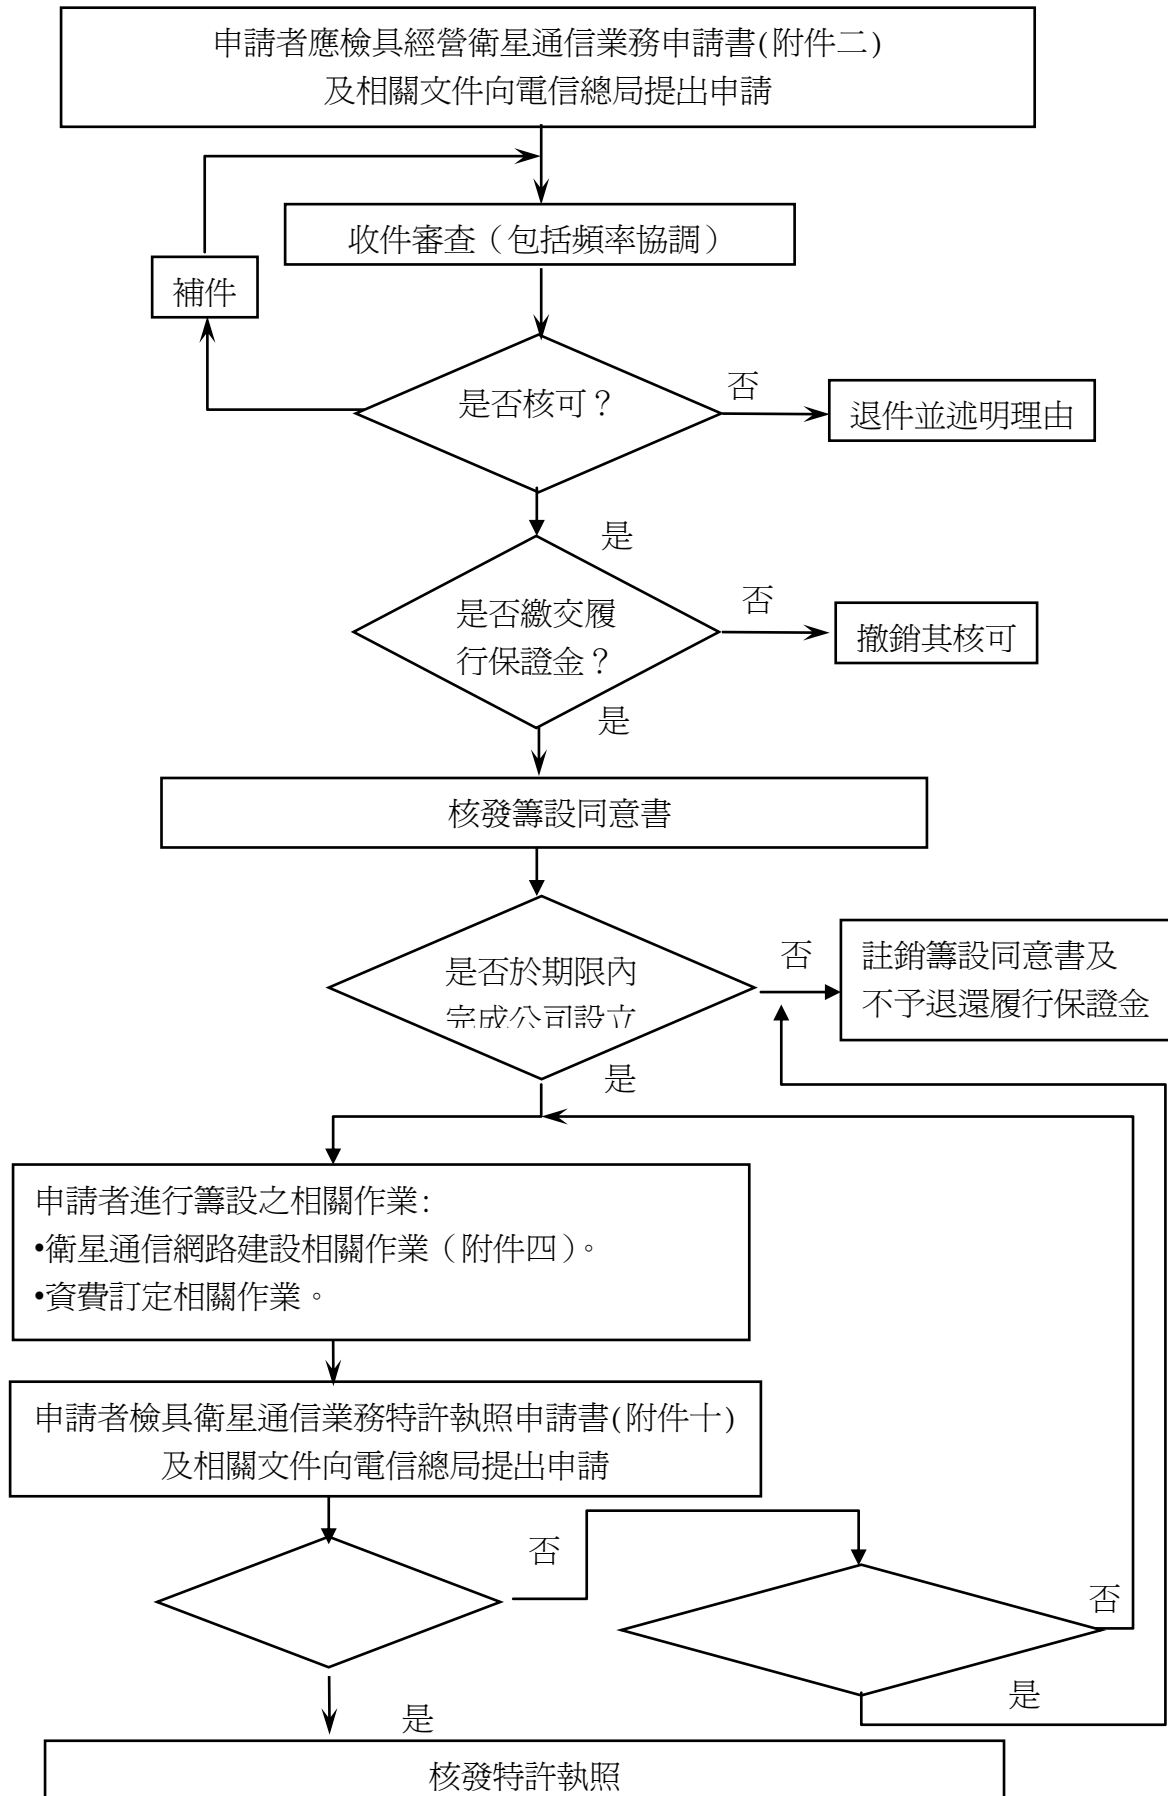 申請者應檢具經營衛星通信業務申請書(附件二)
及相關文件向電信總局提出申請
收件審查（包括頻率協調）
補件
是否核可？
否
退件並述明理由
是
是否繳交履
行保證金？
否
撤銷其核可
是
核發籌設同意書
是否於期限內
完成公司設立
否
註銷籌設同意書及
不予退還履行保證金
是
申請者進行籌設之相關作業:
•衛星通信網路建設相關作業（附件四）。
•資費訂定相關作業。
申請者檢具衛星通信業務特許執照申請書(附件十)
及相關文件向電信總局提出申請
否
否
是
是
核發特許執照